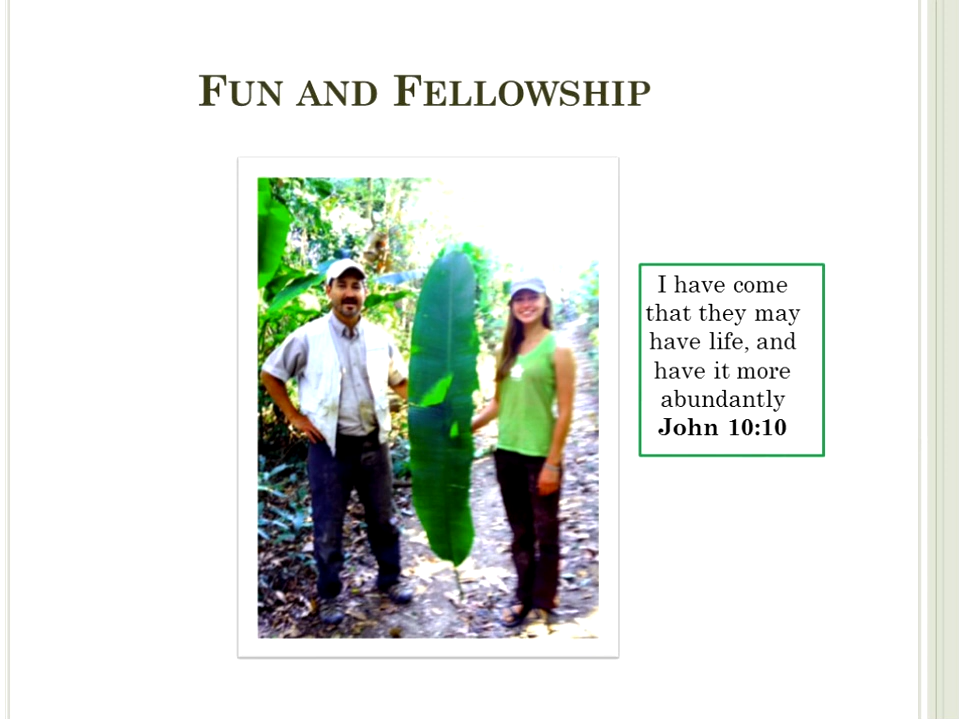 FUN AND FELLOWSHIP
I have come
that they may
have life, and
have it more
abundantly
John 10:10